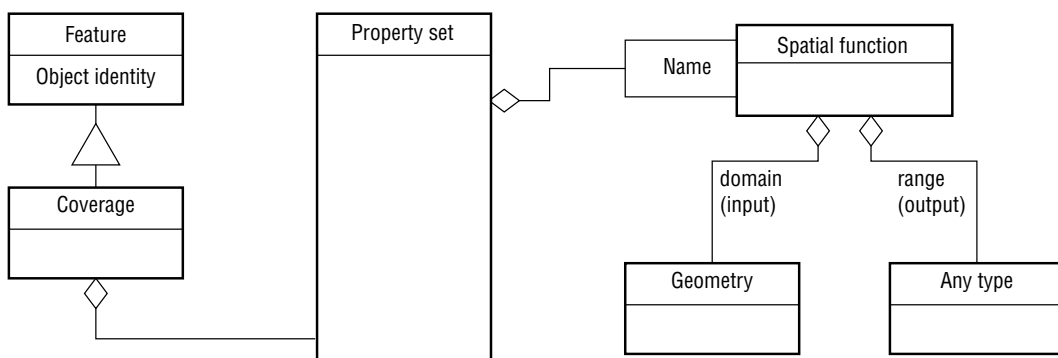 Feature
Object identity
Coverage
Property set
Name
Spatial function
domain
(input)
range
(output)
Geometry
Any type